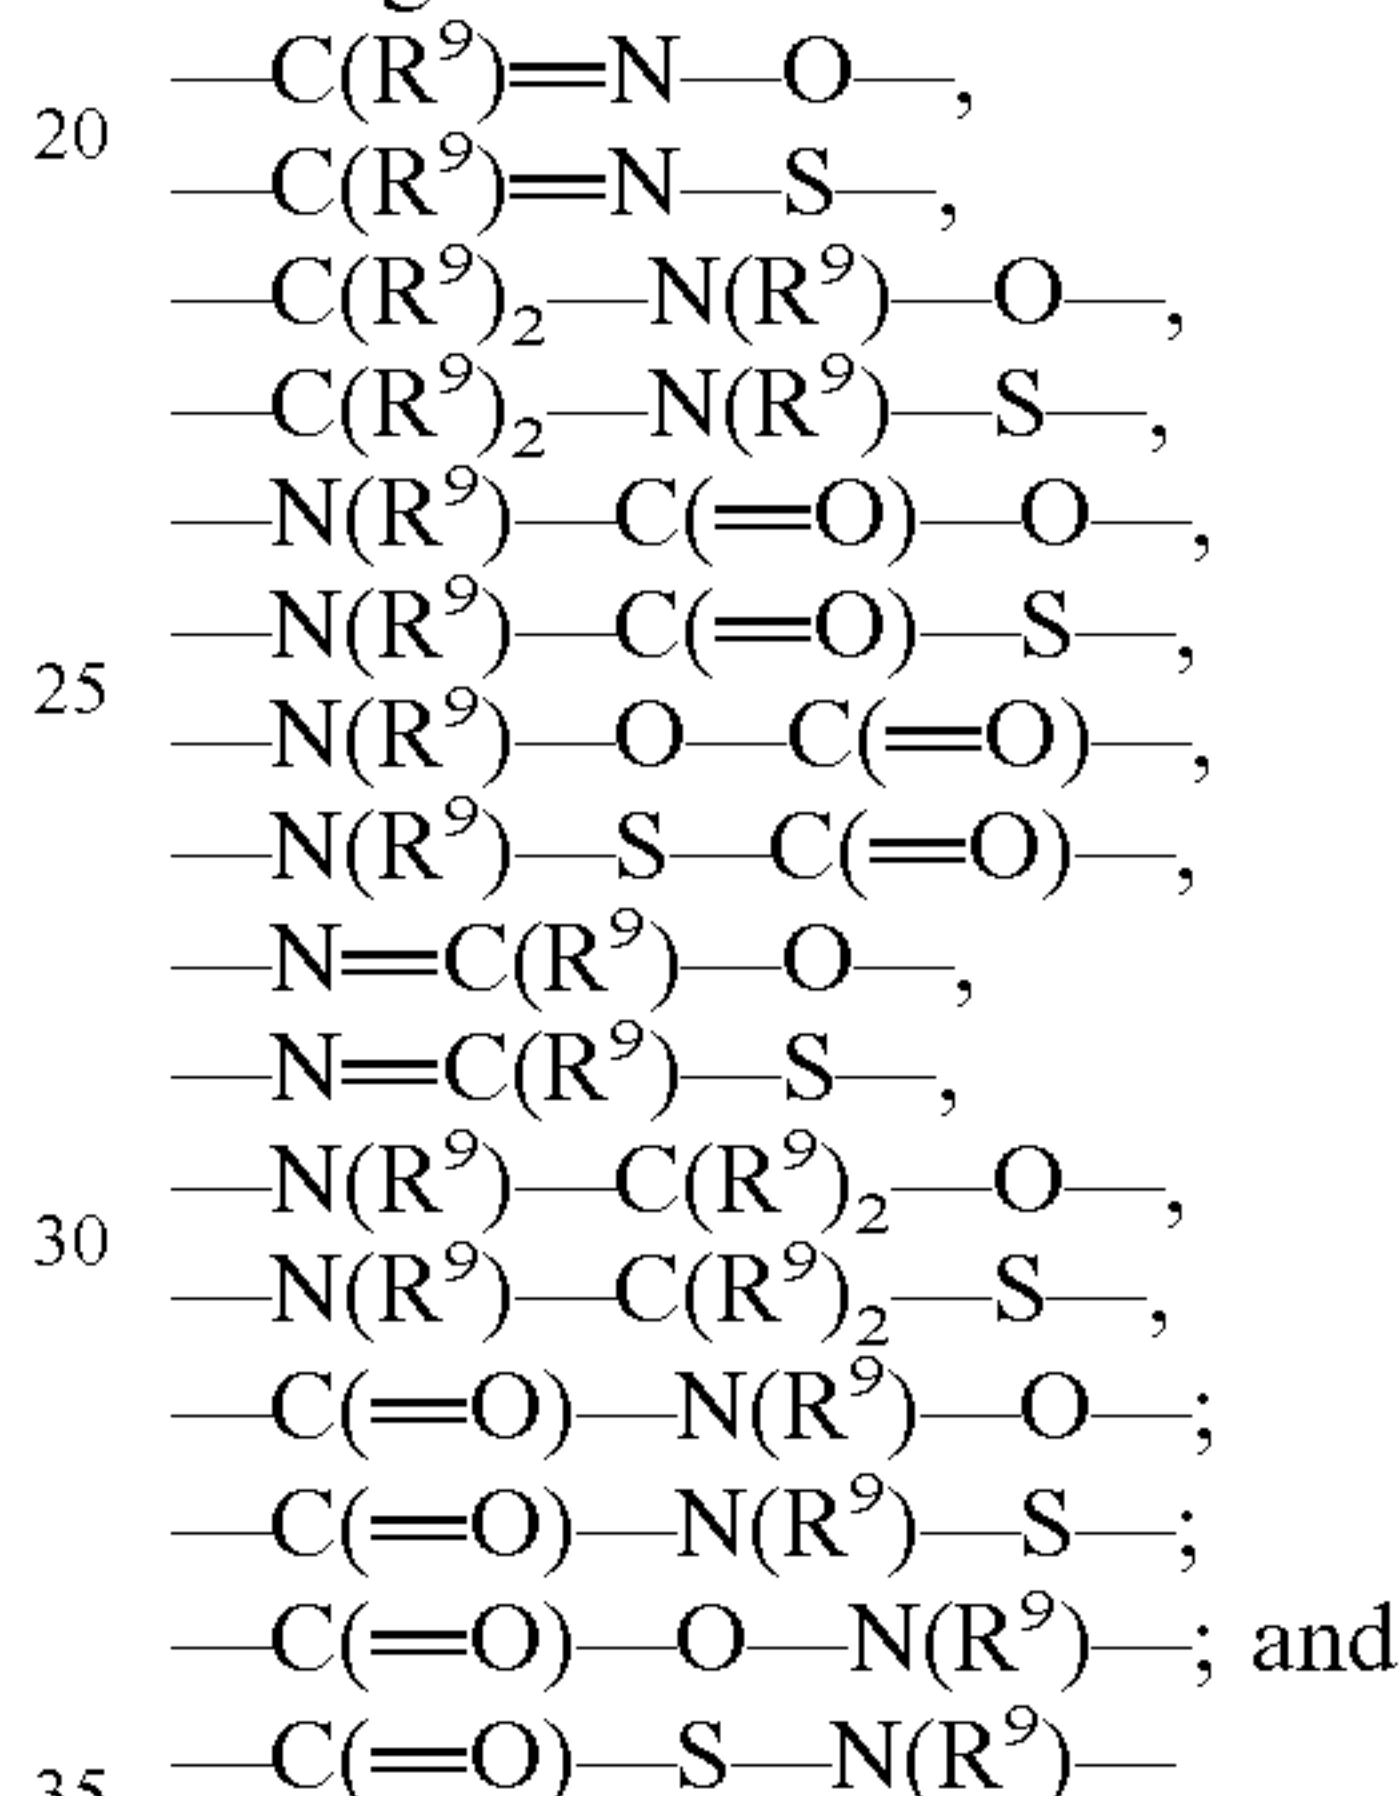 —C(R⁹)=N—O—,
20
—C(R⁹)=N—S—,
—C(R⁹)₂—N(R⁹)—O—,
—C(R⁹)₂—N(R⁹)—S—,
—N(R⁹)—C(=O)—O—,
—N(R⁹)—C(=O)—S—,
25
—N(R⁹)—O—C(=O)—,
—N(R⁹)—S—C(=O)—,
—N=C(R⁹)—O—,
—N=C(R⁹)—S—,
—N(R⁹)—C(R⁹)₂—O—,
30
—N(R⁹)—C(R⁹)₂—S—,
—C(=O)—N(R⁹)—O—;
—C(=O)—N(R⁹)—S—;
—C(=O)—O—N(R⁹)—; and
—C(=O)—S—N(R⁹)—
35